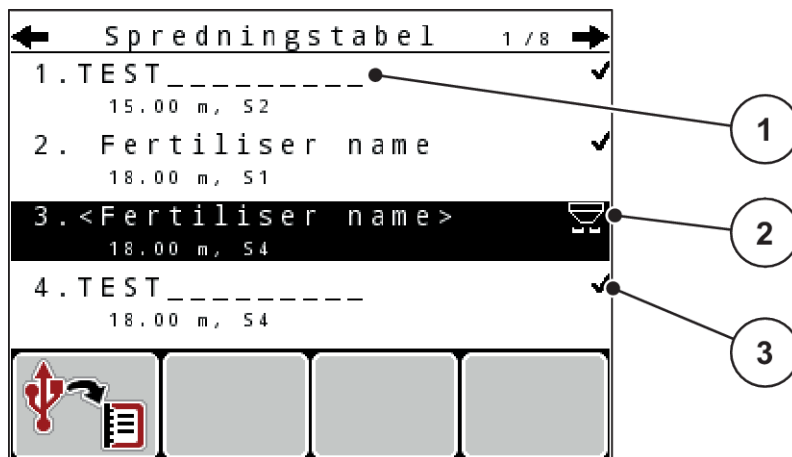 Spredningstabel 1/8
1.TEST_________
15.00 m, S2
2. Fertiliser name
18.00 m, S1
3.<Fertiliser name>
18.00 m, S4
4.TEST_________
18.00 m, S4
1
2
3